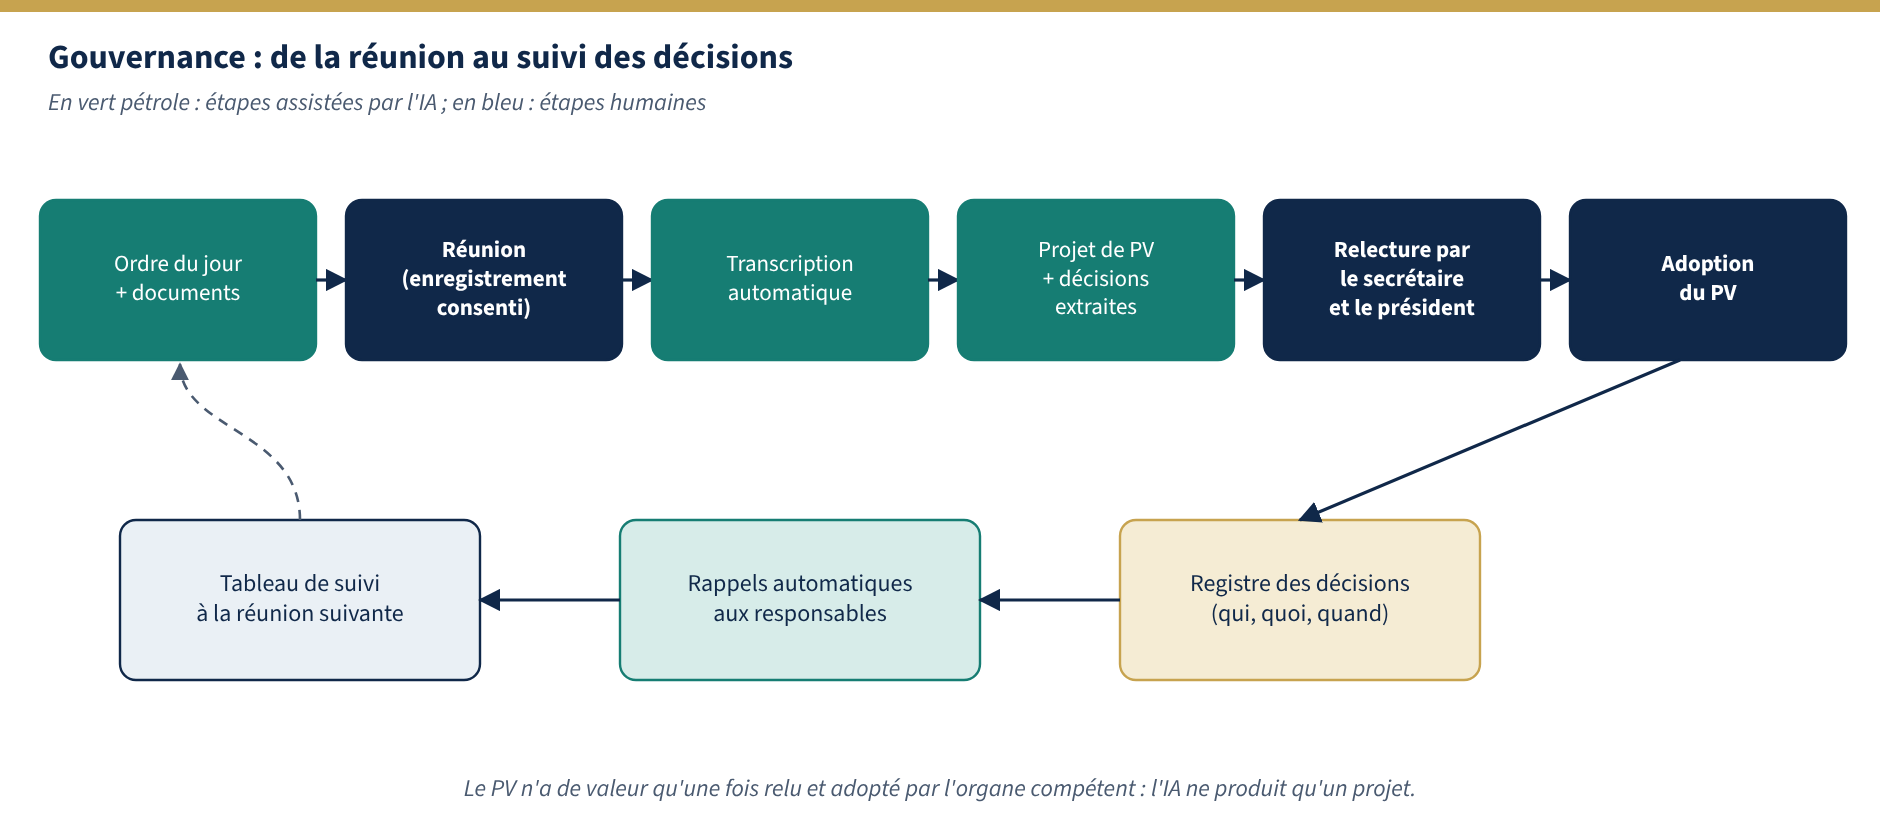 Gouvernance : de la réunion au suivi des décisions
En vert pétrole : étapes assistées par l'IA ; en bleu : étapes humaines
Ordre du jour
+ documents
Réunion
(enregistrement
consenti)
Transcription
automatique
Projet de PV
+ décisions
extraites
Relecture par
le secrétaire
et le président
Adoption
du PV
Tableau de suivi
à la réunion suivante
Rappels automatiques
aux responsables
Registre des décisions
(qui, quoi, quand)
Le PV n'a de valeur qu'une fois relu et adopté par l'organe compétent : l'IA ne produit qu'un projet.